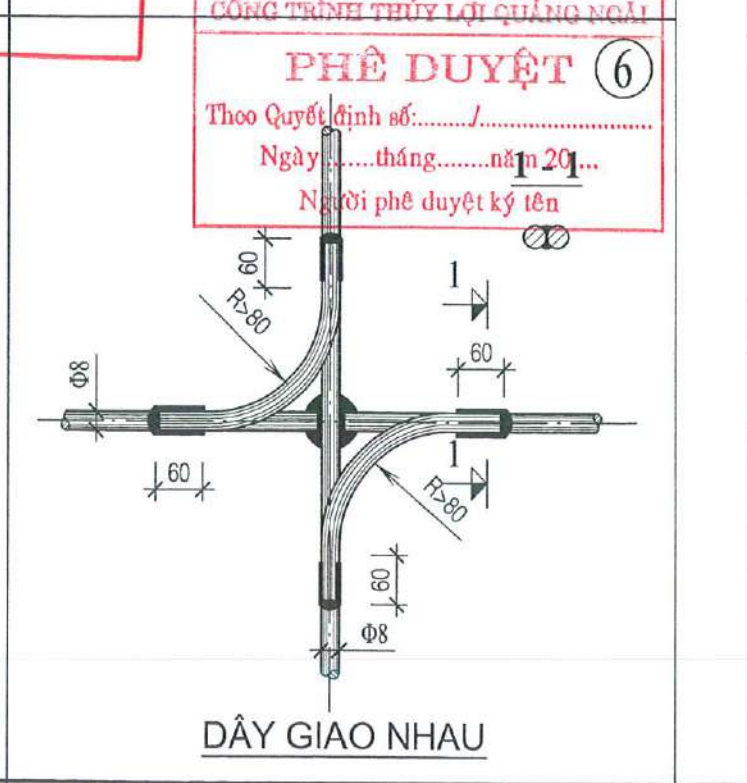 CÔNG TRÌNH THỦY LỢI QUẢNG NGÃI
PHÊ DUYỆT
6
Theo Quyết định số:......../.............................
Ngày........tháng........năm 20....
1 - 1
Người phê duyệt ký tên
60
R>80
1
60
Φ8
60
1
R>80
60
Φ8
DÂY GIAO NHAU